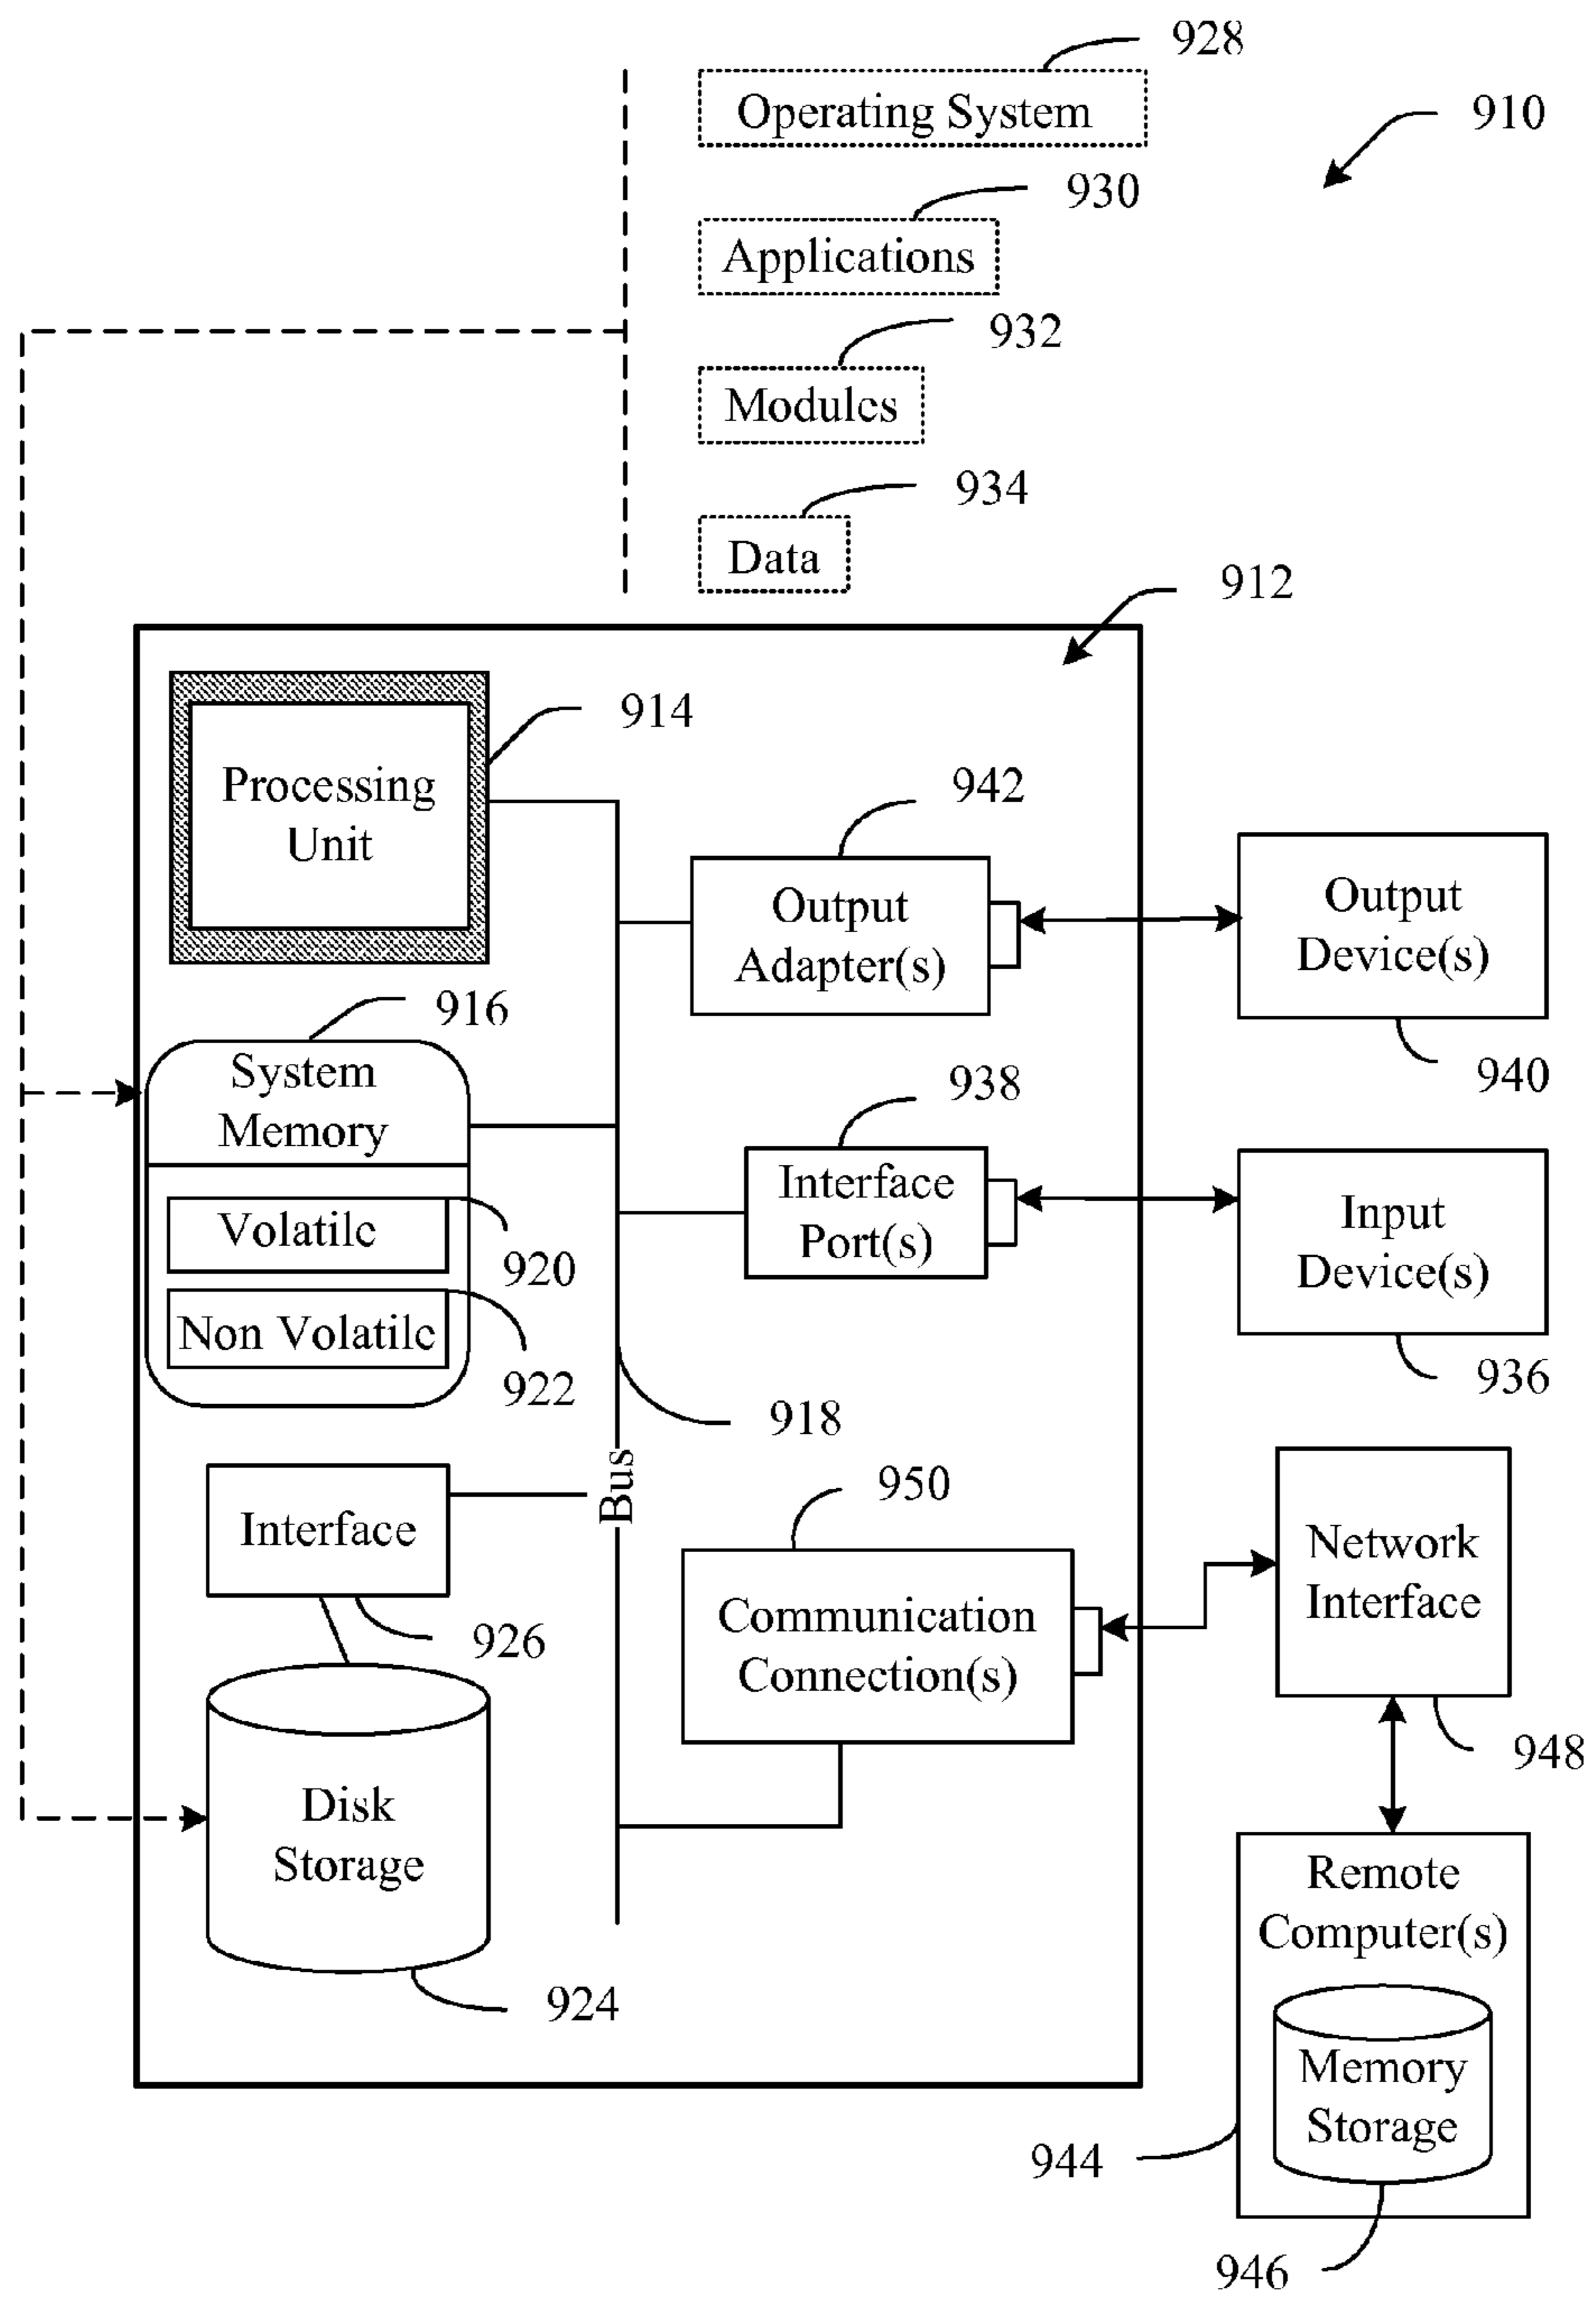 928
Operating System
910
930
Applications
932
Modules
934
Data
912
914
Processing
Unit
942
Output
Adapter(s)
Output
Device(s)
940
916
System
Memory
938
Interface
Port(s)
Input
Device(s)
936
Volatile
920
Non Volatile
922
918
Bus
Interface
926
950
Communication
Connection(s)
Network
Interface
948
Disk
Storage
924
Remote
Computer(s)
Memory
Storage
944
946